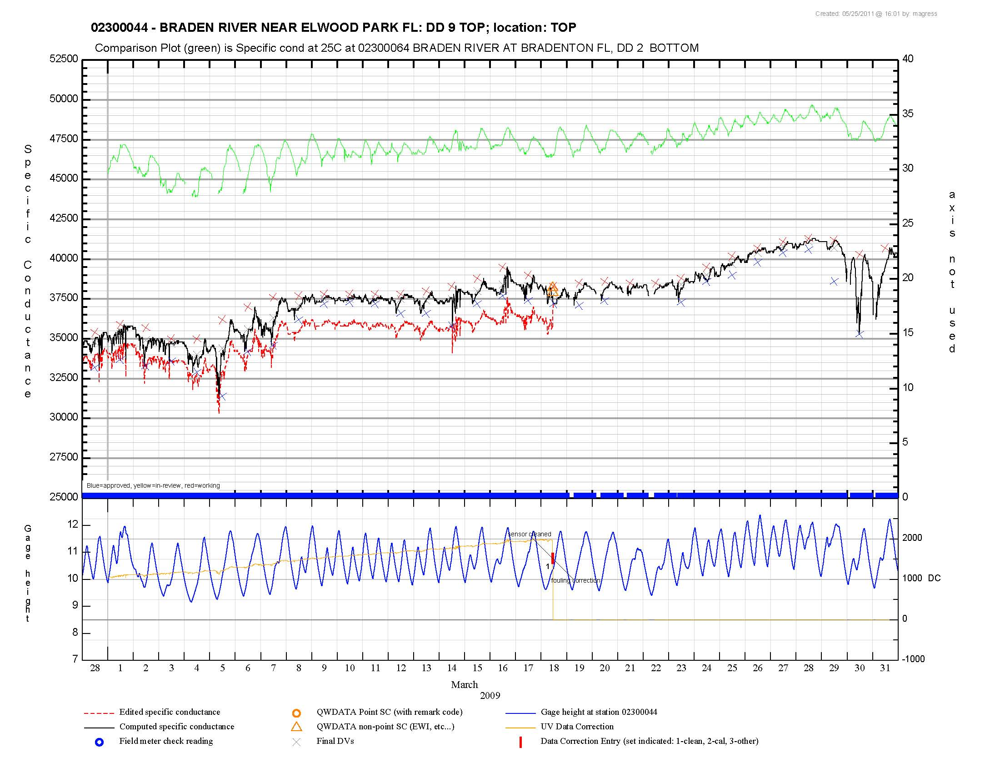 Created: 05/25/2011 @ 16:01 by: magress
02300044 - BRADEN RIVER NEAR ELWOOD PARK FL: DD 9 TOP; location: TOP
Comparison Plot (green) is Specific cond at 25C at 02300064 BRADEN RIVER AT BRADENTON FL, DD 2 BOTTOM
52500
50000
47500
45000
42500
40000
37500
35000
32500
30000
27500
25000
Specific Conductance
40
35
30
25
20
15
10
5
0
axis not used
Blue=approved, yellow=in-review, red=working
12
11
10
9
8
7
Gage height
sensor cleaned
1
fouling correction
2000
1000 DC
0
-1000
28 1 2 3 4 5 6 7 8 9 10 11 12 13 14 15 16 17 18 19 20 21 22 23 24 25 26 27 28 29 30 31
March
2009
Edited specific conductance
Computed specific conductance
Field meter check reading
QWDATA Point SC (with remark code)
QWDATA non-point SC (EWI, etc...)
Final DVs
Gage height at station 02300044
UV Data Correction
Data Correction Entry (set indicated: 1-clean, 2-cal, 3-other)